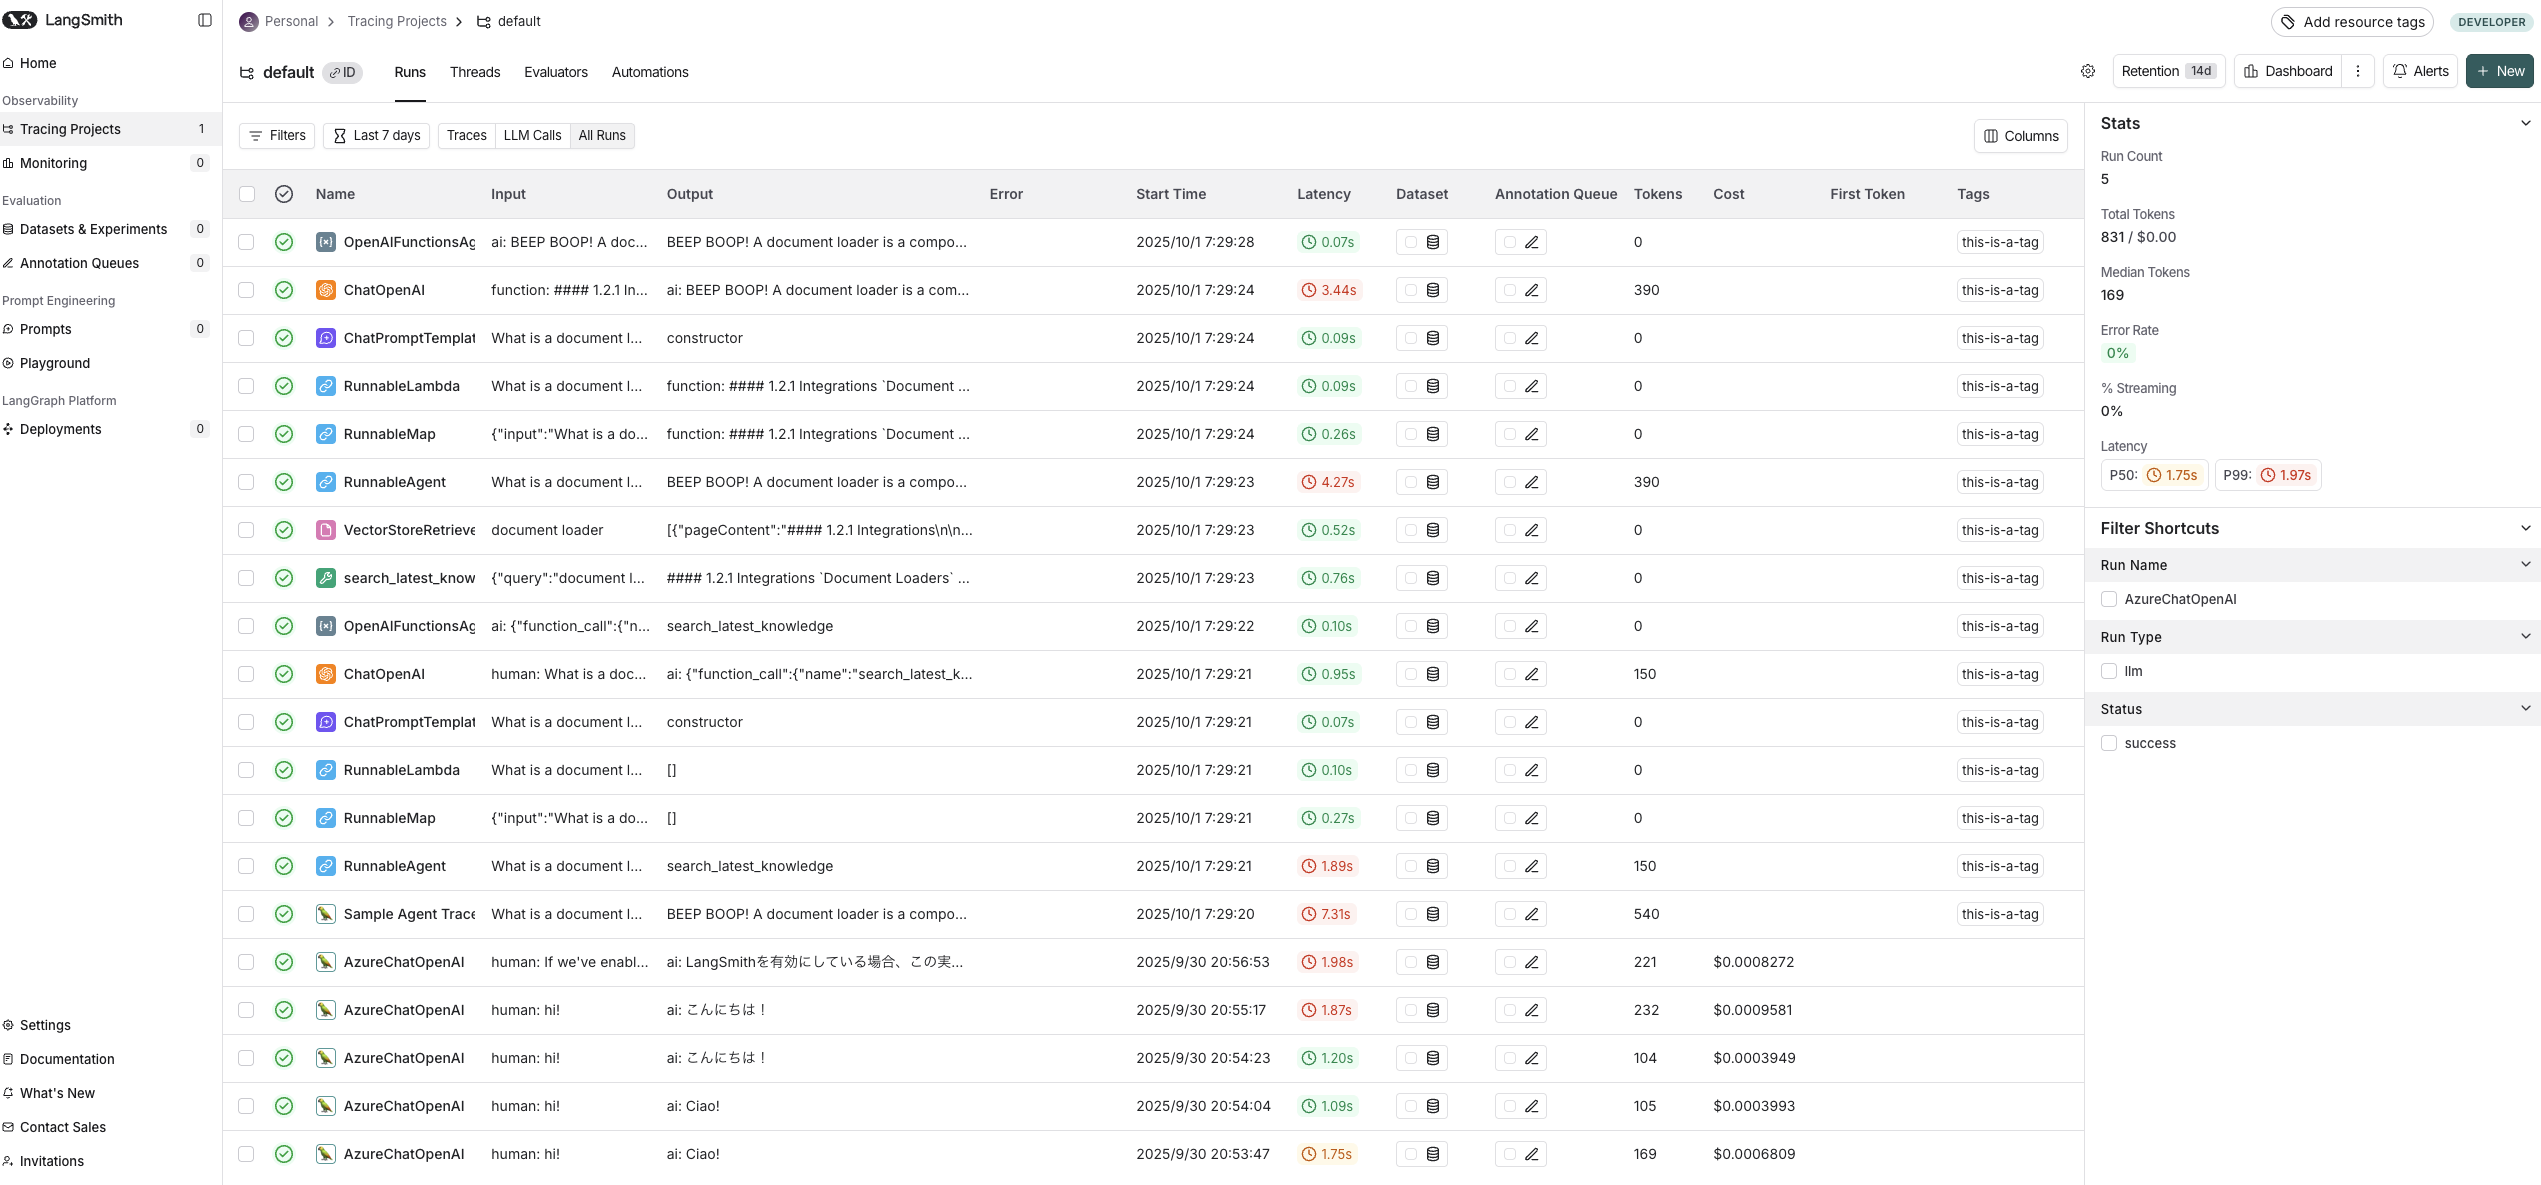 LangSmith
Personal > Tracing Projects > default
Add resource tags
DEVELOPER
Home
Observability
Tracing Projects 1
Monitoring 0
Evaluation
Datasets & Experiments 0
Annotation Queues 0
Prompt Engineering
Prompts 0
Playground
LangGraph Platform
Deployments 0
Settings
Documentation
What's New
Contact Sales
Invitations
default ID Runs Threads Evaluators Automations
Retention 14d Dashboard Alerts + New
Filters Last 7 days Traces LLM Calls All Runs Columns
Name Input Output Error Start Time Latency Dataset Annotation Queue Tokens Cost First Token Tags
OpenAIFunctionsAg ai: BEEP BOOP! A doc... BEEP BOOP! A document loader is a compo... 2025/10/1 7:29:28 0.07s 0 this-is-a-tag
ChatOpenAI function: #### 1.2.1 In... ai: BEEP BOOP! A document loader is a com... 2025/10/1 7:29:24 3.44s 390 this-is-a-tag
ChatPromptTemplat What is a document l... constructor 2025/10/1 7:29:24 0.09s 0 this-is-a-tag
RunnableLambda What is a document l... function: #### 1.2.1 Integrations `Document ... 2025/10/1 7:29:24 0.09s 0 this-is-a-tag
RunnableMap {"input":"What is a do... function: #### 1.2.1 Integrations `Document ... 2025/10/1 7:29:24 0.26s 0 this-is-a-tag
RunnableAgent What is a document l... BEEP BOOP! A document loader is a compo... 2025/10/1 7:29:23 4.27s 390 this-is-a-tag
VectorStoreRetrieve document loader [{"pageContent":"#### 1.2.1 Integrations\n\n... 2025/10/1 7:29:23 0.52s 0 this-is-a-tag
search_latest_know {"query":"document l... #### 1.2.1 Integrations `Document Loaders` ... 2025/10/1 7:29:23 0.76s 0 this-is-a-tag
OpenAIFunctionsAg ai: {"function_call":{"n... search_latest_knowledge 2025/10/1 7:29:22 0.10s 0 this-is-a-tag
ChatOpenAI human: What is a doc... ai: {"function_call":{"name":"search_latest_k... 2025/10/1 7:29:21 0.95s 150 this-is-a-tag
ChatPromptTemplat What is a document l... constructor 2025/10/1 7:29:21 0.07s 0 this-is-a-tag
RunnableLambda What is a document l... [] 2025/10/1 7:29:21 0.10s 0 this-is-a-tag
RunnableMap {"input":"What is a do... [] 2025/10/1 7:29:21 0.27s 0 this-is-a-tag
RunnableAgent What is a document l... search_latest_knowledge 2025/10/1 7:29:21 1.89s 150 this-is-a-tag
Sample Agent Trace What is a document l... BEEP BOOP! A document loader is a compo... 2025/10/1 7:29:20 7.31s 540 this-is-a-tag
AzureChatOpenAI human: If we've enabl... ai: LangSmithを有効にしている場合、この実... 2025/9/30 20:56:53 1.98s 221 $0.0008272
AzureChatOpenAI human: hi! ai: こんにちは！ 2025/9/30 20:55:17 1.87s 232 $0.0009581
AzureChatOpenAI human: hi! ai: こんにちは！ 2025/9/30 20:54:23 1.20s 104 $0.0003949
AzureChatOpenAI human: hi! ai: Ciao! 2025/9/30 20:54:04 1.09s 105 $0.0003993
AzureChatOpenAI human: hi! ai: Ciao! 2025/9/30 20:53:47 1.75s 169 $0.0006809
Stats
Run Count
5
Total Tokens
831 / $0.00
Median Tokens
169
Error Rate
0%
% Streaming
0%
Latency
P50: 1.75s P99: 1.97s
Filter Shortcuts
Run Name
AzureChatOpenAI
Run Type
llm
Status
success